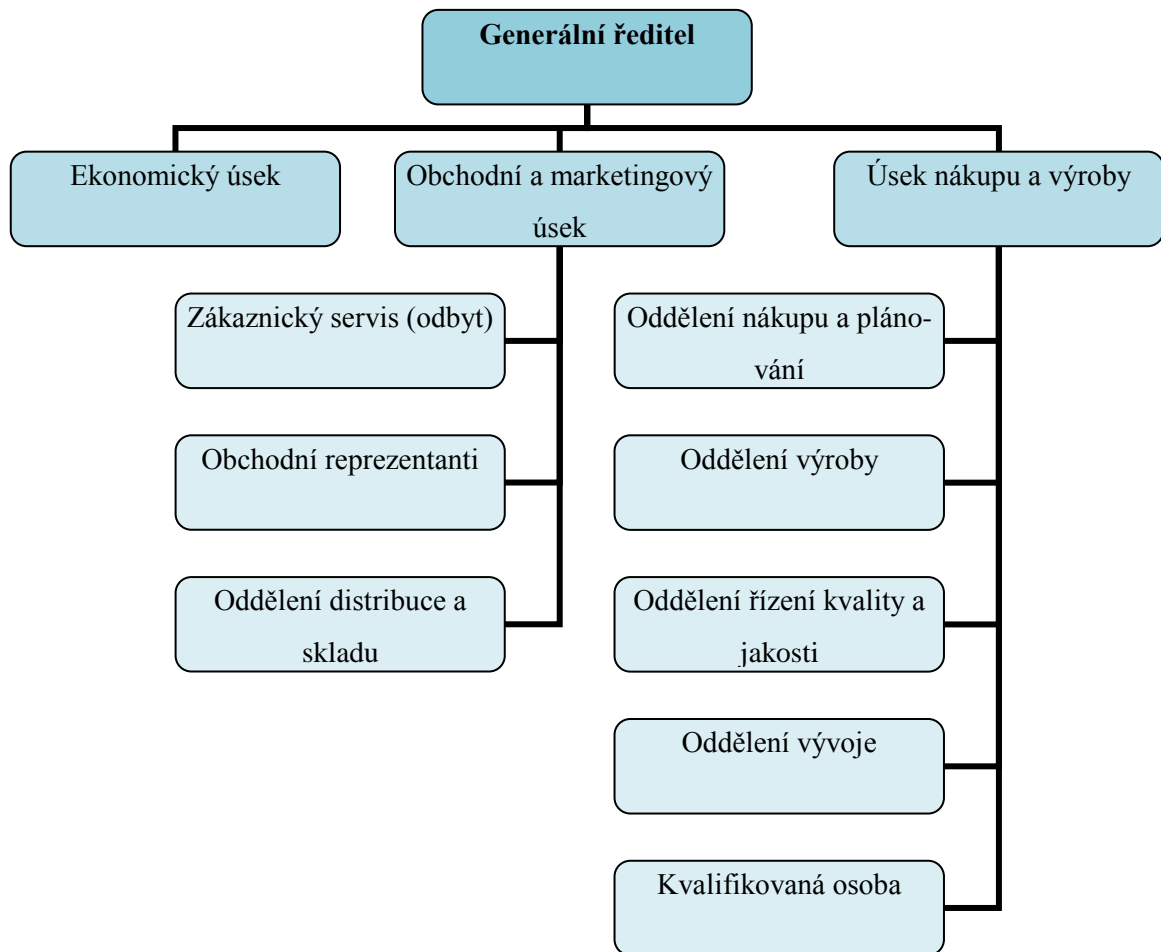 Generální ředitel
Ekonomický úsek
Obchodní a marketingový
úsek
Úsek nákupu a výroby
Zákaznický servis (odbyt)
Obchodní reprezentanti
Oddělení distribuce a
skladu
Oddělení nákupu a pláno-
vání
Oddělení výroby
Oddělení řízení kvality a
jakosti
Oddělení vývoje
Kvalifikovaná osoba